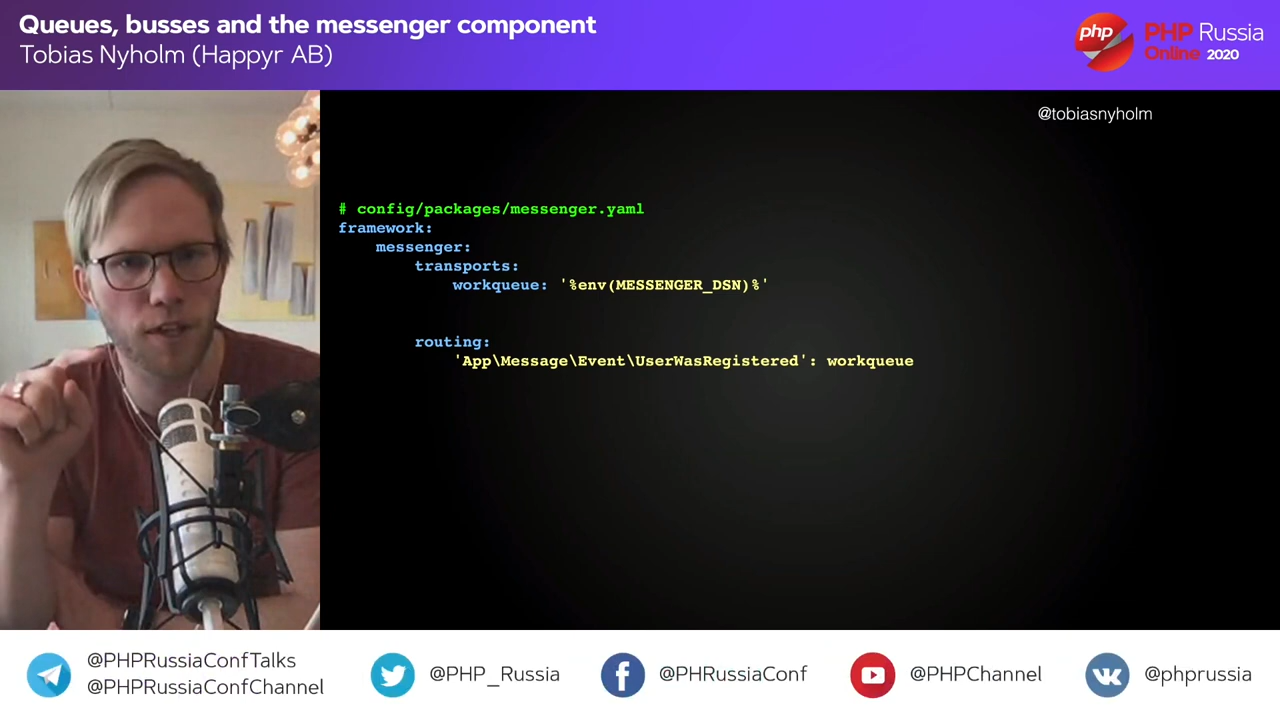 Queues, busses and the messenger component
Tobias Nyholm (Happyr AB)
php
PHP Russia
Online 2020
@tobiasnyholm
# config/packages/messenger.yaml
framework:
messenger:
transports:
workqueue: '%env(MESSENGER_DSN)%'
routing:
'App\Message\Event\UserWasRegistered': workqueue
@PHPRussiaConfTalks
@PHPRussiaConfChannel
@PHP_Russia
@PHRussiaConf
@PHPChannel
@phprussia